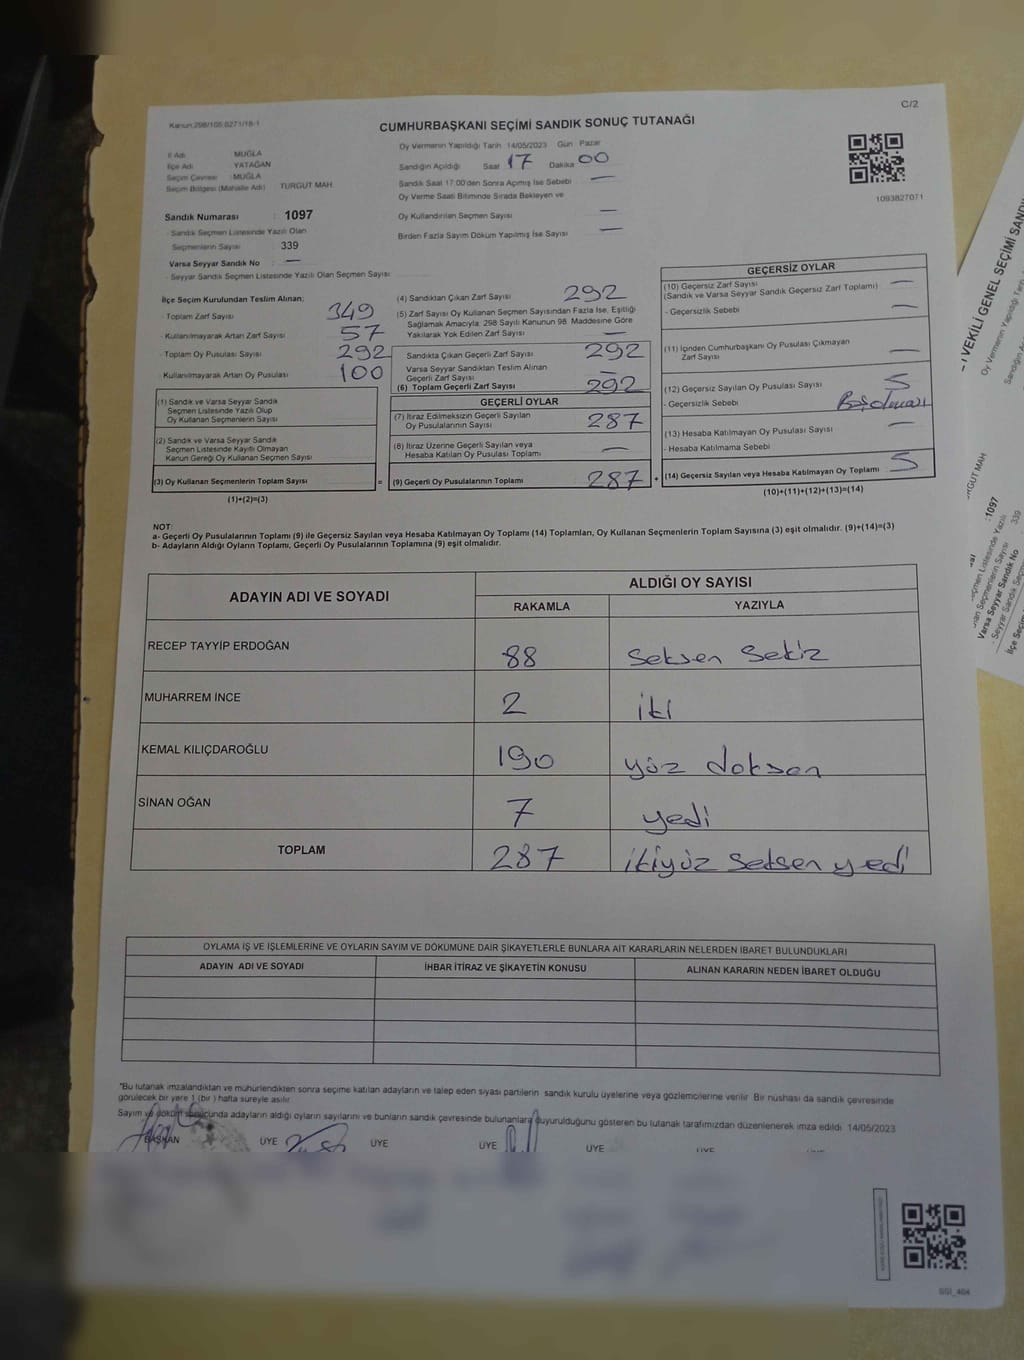 C/2
Kanun:298/105,6271/18-1
CUMHURBAŞKANI SEÇİMİ SANDIK SONUÇ TUTANAĞI
İl Adı MUĞLA
İlçe Adı YATAĞAN
Seçim Çevresi : MUĞLA
Seçim Bölgesi (Mahalle Adı) TURGUT MAH
Sandık Numarası : 1097
- Sandık Seçmen Listesinde Yazılı Olan
Seçmenlerin Sayısı : 339
Varsa Seyyar Sandık No : —
- Seyyar Sandık Seçmen Listesinde Yazılı Olan Seçmen Sayısı
Oy Vermenin Yapıldığı Tarih 14/05/2023 Gün Pazar
Sandığın Açıldığı Saat 17 Dakika 00
Sandık Saat 17:00'den Sonra Açımış İse Sebebi —
Oy Verme Saati Bitiminde Sırada Bekleyen ve
Oy Kullandırılan Seçmen Sayısı —
Birden Fazla Sayım Döküm Yapılmış İse Sayısı —
1093827071
İlçe Seçim Kurulundan Teslim Alınan;
- Toplam Zarf Sayısı 349
- Kullanılmayarak Artan Zarf Sayısı 57
- Toplam Oy Pusulası Sayısı 292
- Kullanılmayarak Artan Oy Pusulası 100
(1) Sandık ve Varsa Seyyar Sandık
Seçmen Listesinde Yazılı Olup
Oy Kullanan Seçmenlerin Sayısı
(2) Sandık ve Varsa Seyyar Sandık
Seçmen Listesinde Kayıtlı Olmayan
Kanun Gereği Oy Kullanan Seçmen Sayısı
(3) Oy Kullanan Seçmenlerin Toplam Sayısı =
(1)+(2)=(3)
(4) Sandıktan Çıkan Zarf Sayısı 292
(5) Zarf Sayısı Oy Kullanan Seçmen Sayısından Fazla İse, Eşitliği
Sağlamak Amacıyla; 298 Sayılı Kanunun 98. Maddesine Göre
Yakılarak Yok Edilen Zarf Sayısı —
Sandıkta Çıkan Geçerli Zarf Sayısı 292
Varsa Seyyar Sandıktan Teslim Alınan
Geçerli Zarf Sayısı —
(6) Toplam Geçerli Zarf Sayısı 292
GEÇERLİ OYLAR
(7) İtiraz Edilmeksizin Geçerli Sayılan
Oy Pusulalarının Sayısı 287
(8) İtiraz Üzerine Geçerli Sayılan veya
Hesaba Katılan Oy Pusulası Toplamı —
(9) Geçerli Oy Pusulalarının Toplamı 287 +
GEÇERSİZ OYLAR
(10) Geçersiz Zarf Sayısı
(Sandık ve Varsa Seyyar Sandık Geçersiz Zarf Toplamı) —
- Geçersizlik Sebebi —
(11) İçinden Cumhurbaşkanı Oy Pusulası Çıkmayan
Zarf Sayısı —
(12) Geçersiz Sayılan Oy Pusulası Sayısı 5
- Geçersizlik Sebebi Boş olması
(13) Hesaba Katılmayan Oy Pusulası Sayısı —
- Hesaba Katılmama Sebebi
(14) Geçersiz Sayılan veya Hesaba Katılmayan Oy Toplamı 5
(10)+(11)+(12)+(13)=(14)
NOT:
a- Geçerli Oy Pusulalarının Toplamı (9) ile Geçersiz Sayılan veya Hesaba Katılmayan Oy Toplamı (14) Toplamları, Oy Kullanan Seçmenlerin Toplam Sayısına (3) eşit olmalıdır. (9)+(14)=(3)
b- Adayların Aldığı Oyların Toplamı, Geçerli Oy Pusulalarının Toplamına (9) eşit olmalıdır.
ADAYIN ADI VE SOYADI
ALDIĞI OY SAYISI
RAKAMLA YAZIYLA
RECEP TAYYİP ERDOĞAN 88 Seksen Sekiz
MUHARREM İNCE 2 iki
KEMAL KILIÇDAROĞLU 190 yüz doksan
SİNAN OĞAN 7 yedi
TOPLAM 287 ikiyüz Seksen yedi
OYLAMA İŞ VE İŞLEMLERİNE VE OYLARIN SAYIM VE DÖKÜMÜNE DAİR ŞİKAYETLERLE BUNLARA AİT KARARLARIN NELERDEN İBARET BULUNDUKLARI
ADAYIN ADI VE SOYADI İHBAR İTİRAZ VE ŞİKAYETİN KONUSU ALINAN KARARIN NEDEN İBARET OLDUĞU
"Bu tutanak imzalandıktan ve mühürlendikten sonra seçime katılan adayların ve talep eden siyasi partilerin sandık kurulu üyelerine veya gözlemcilerine verilir. Bir nüshası da sandık çevresinde
görülecek bir yere 1 (bir) hafta süreyle asılır.
Sayım ve döküm sonucunda adayların aldığı oyların sayılarını ve bunların sandık çevresinde bulunanlara duyurulduğunu gösteren bu tutanak tarafımızdan düzenlenerek imza edildi. 14/05/2023
BAŞKAN ÜYE ÜYE ÜYE ÜYE ÜYE
SGİ_404
TVEKİLİ GENEL SEÇİMİ SAND
Oy Vermenin Yapıldığı Tari
Sandığın Aç
RGUT MAH
: 1097
339
Varsa Seyyar Sandık No
- Seyyar Sandık Seçm
İlçe Seçim